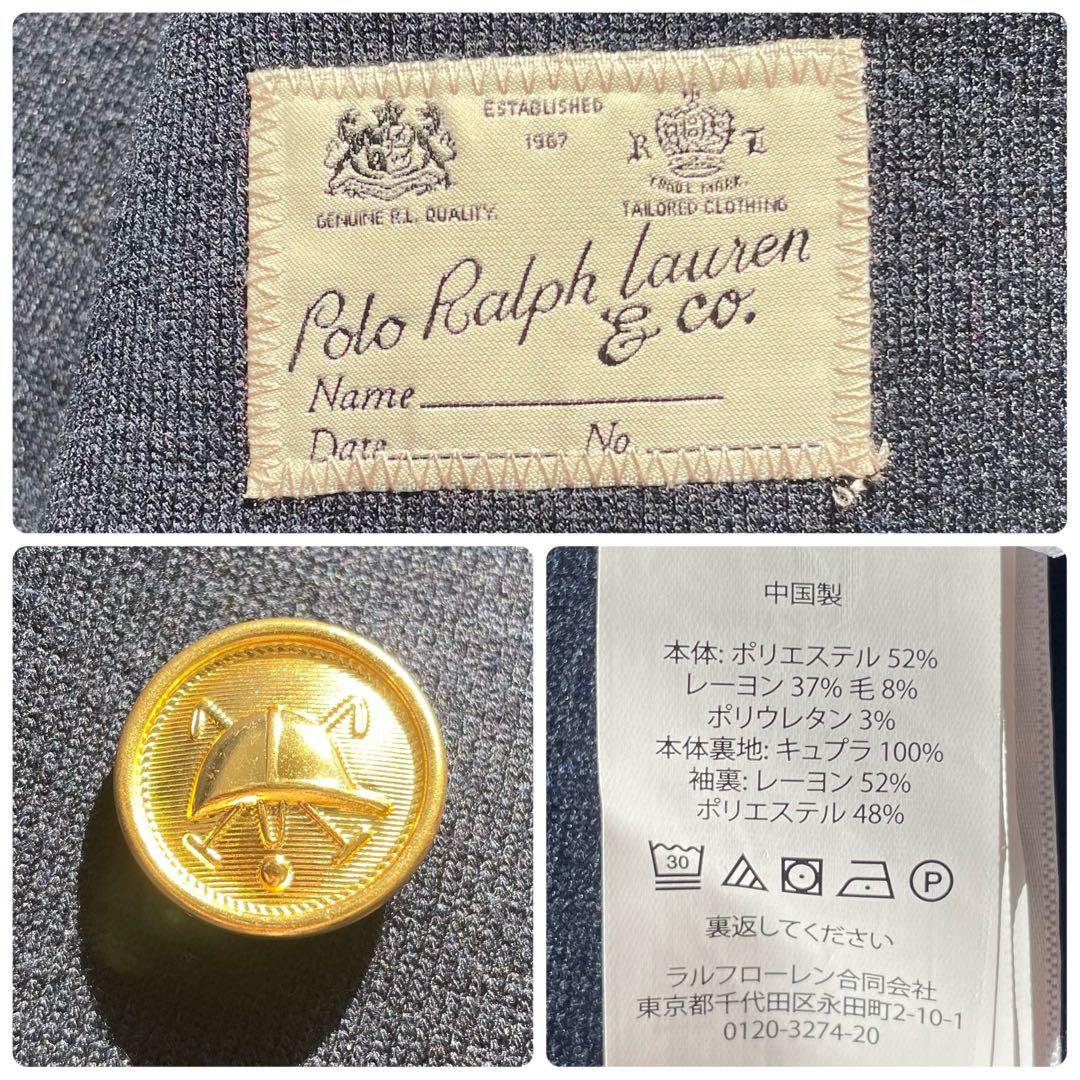 ESTABLISHED
1967
R L
TRADE MARK.
GENUINE R.L. QUALITY.
TAILORED CLOTHING
Polo Ralph Lauren
& co.
Name
Date No
中国製
本体: ポリエステル 52%
レーヨン 37% 毛 8%
ポリウレタン 3%
本体裏地: キュプラ 100%
袖裏: レーヨン 52%
ポリエステル 48%
30 P
裏返してください
ラルフローレン合同会社
東京都千代田区永田町2-10-1
0120-3274-20